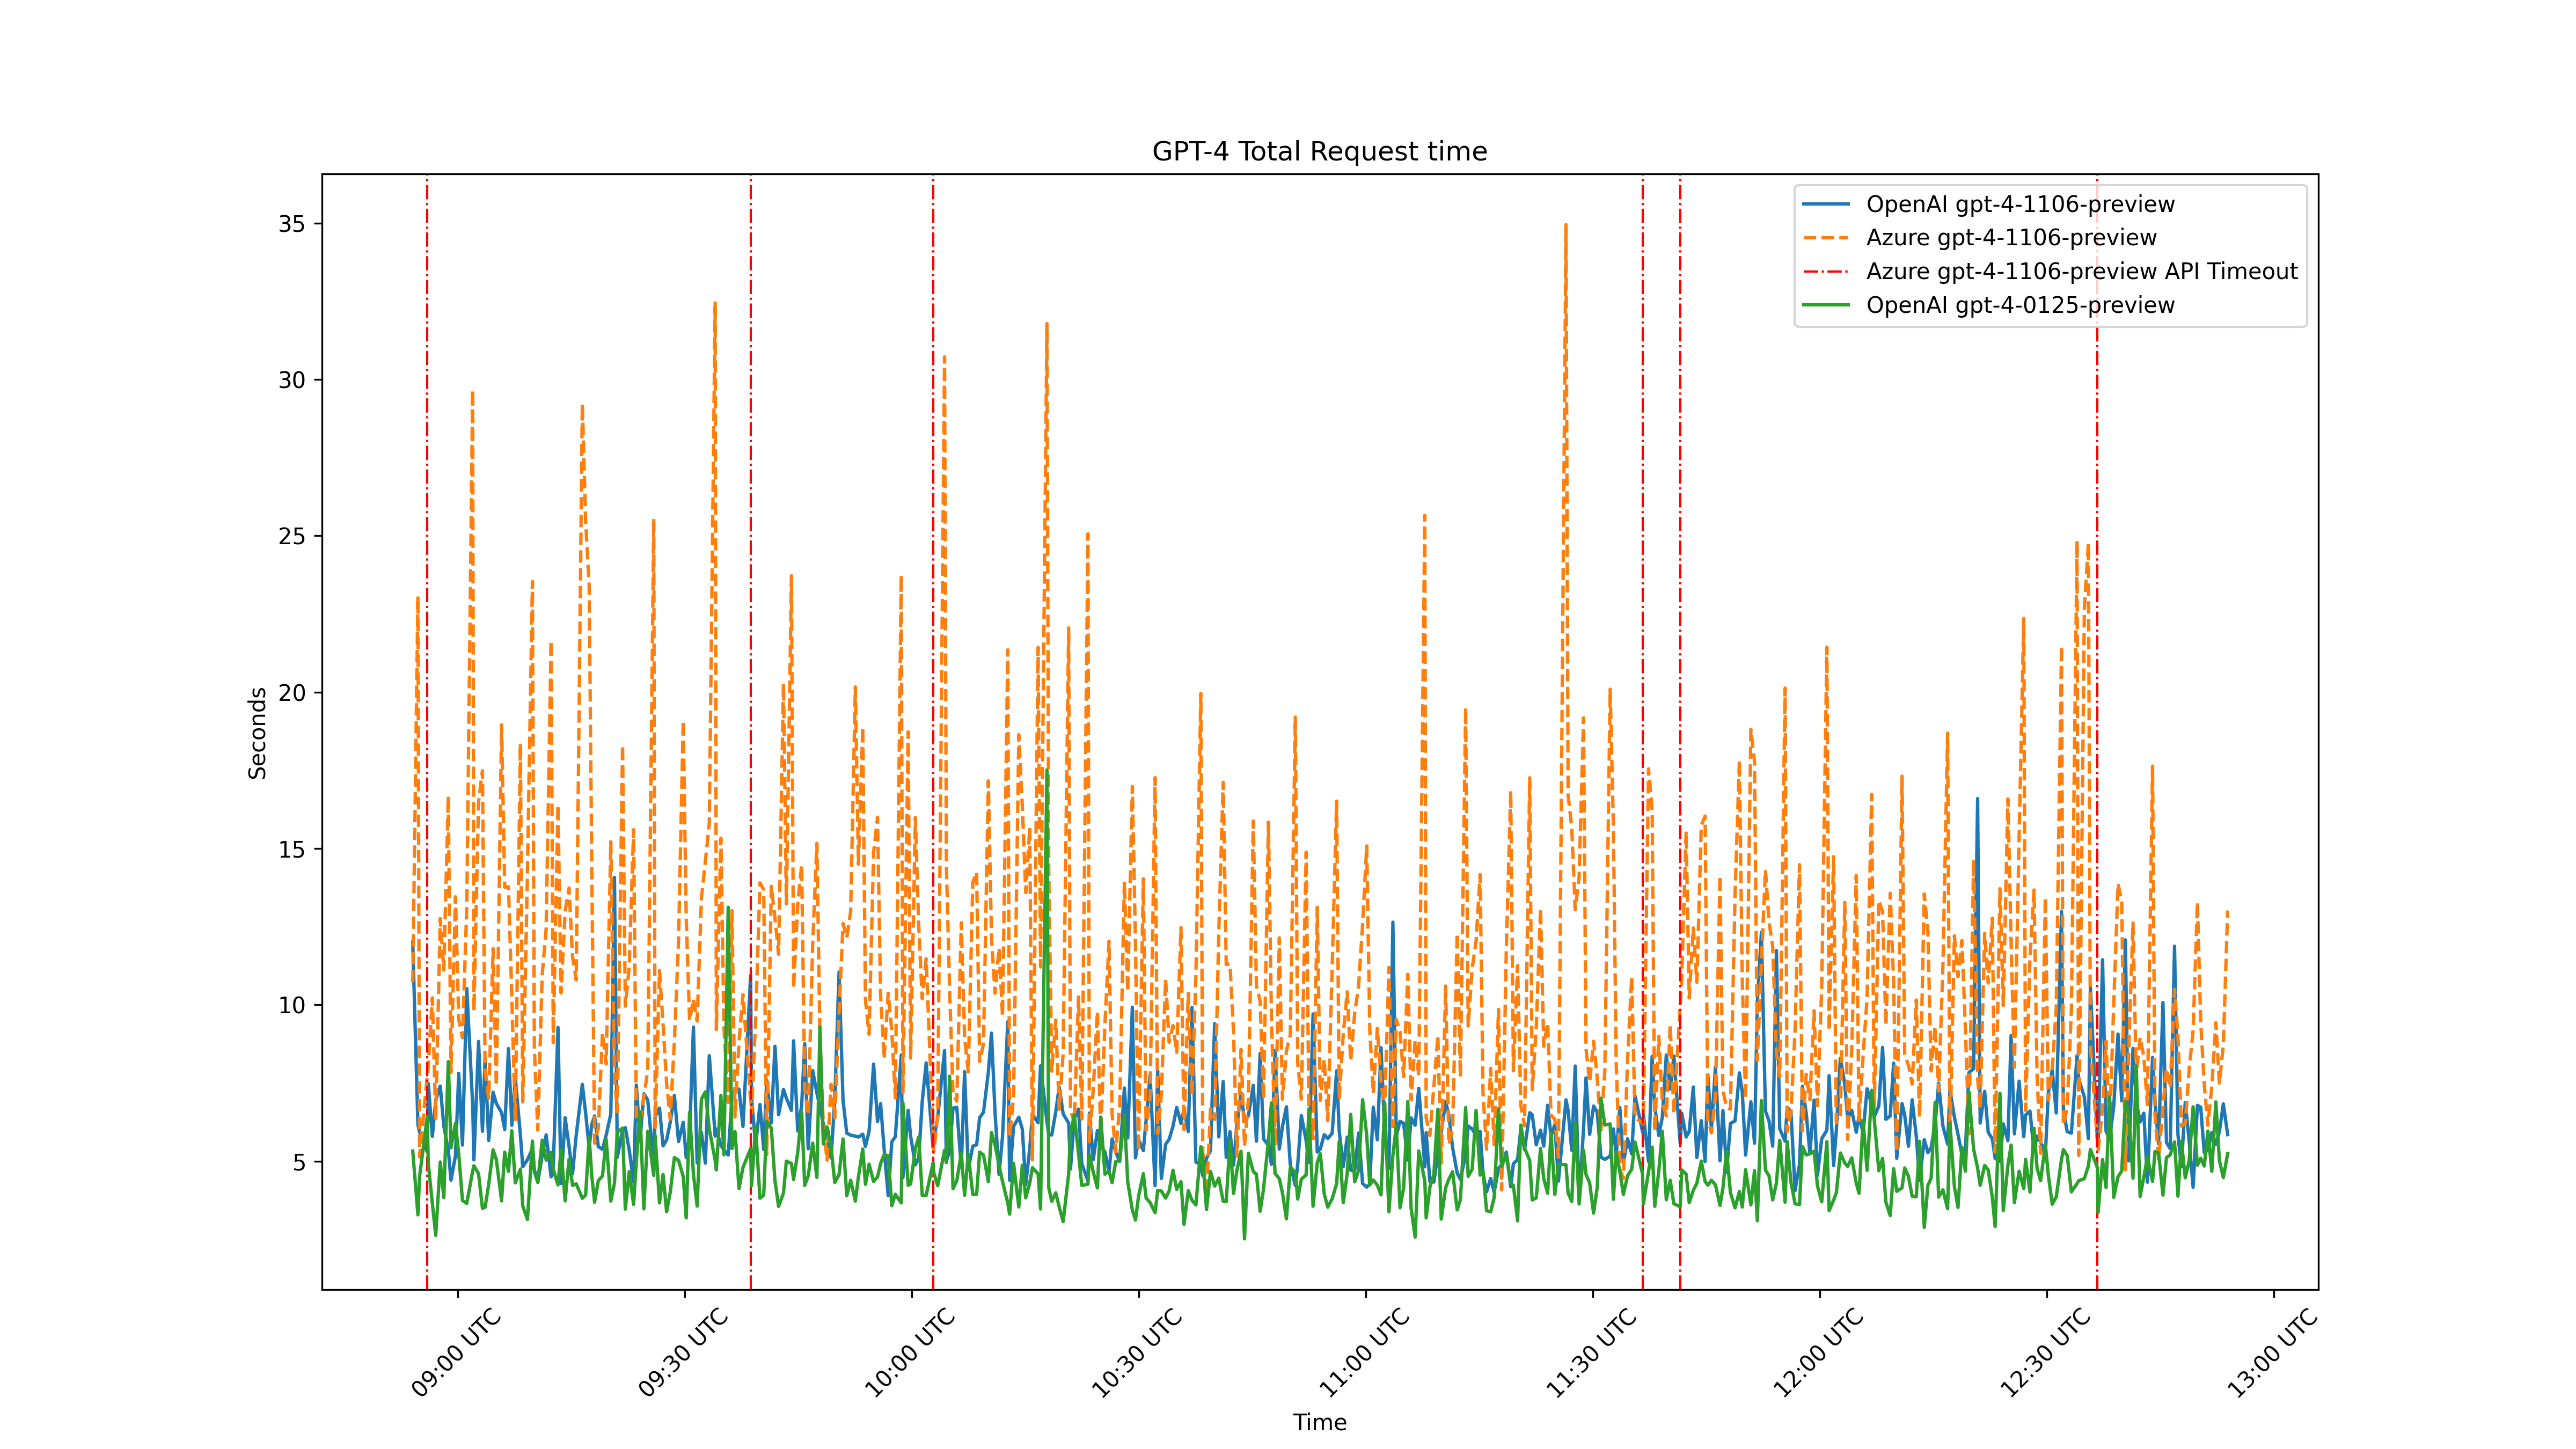 GPT-4 Total Request time
OpenAI gpt-4-1106-preview
Azure gpt-4-1106-preview
Azure gpt-4-1106-preview API Timeout
OpenAI gpt-4-0125-preview
35
30
25
20
15
10
5
Seconds
09:00 UTC
09:30 UTC
10:00 UTC
10:30 UTC
11:00 UTC
11:30 UTC
12:00 UTC
12:30 UTC
13:00 UTC
Time